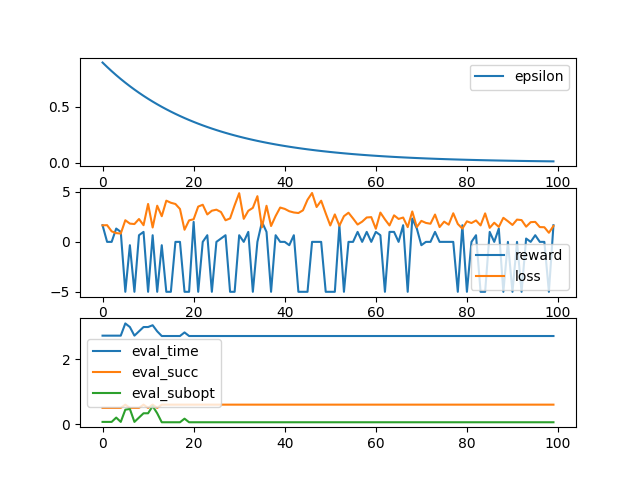 epsilon
0.5
0.0
0 20 40 60 80 100
5
0
−5
reward
loss
0 20 40 60 80 100
2
0
eval_time
eval_succ
eval_subopt
0 20 40 60 80 100